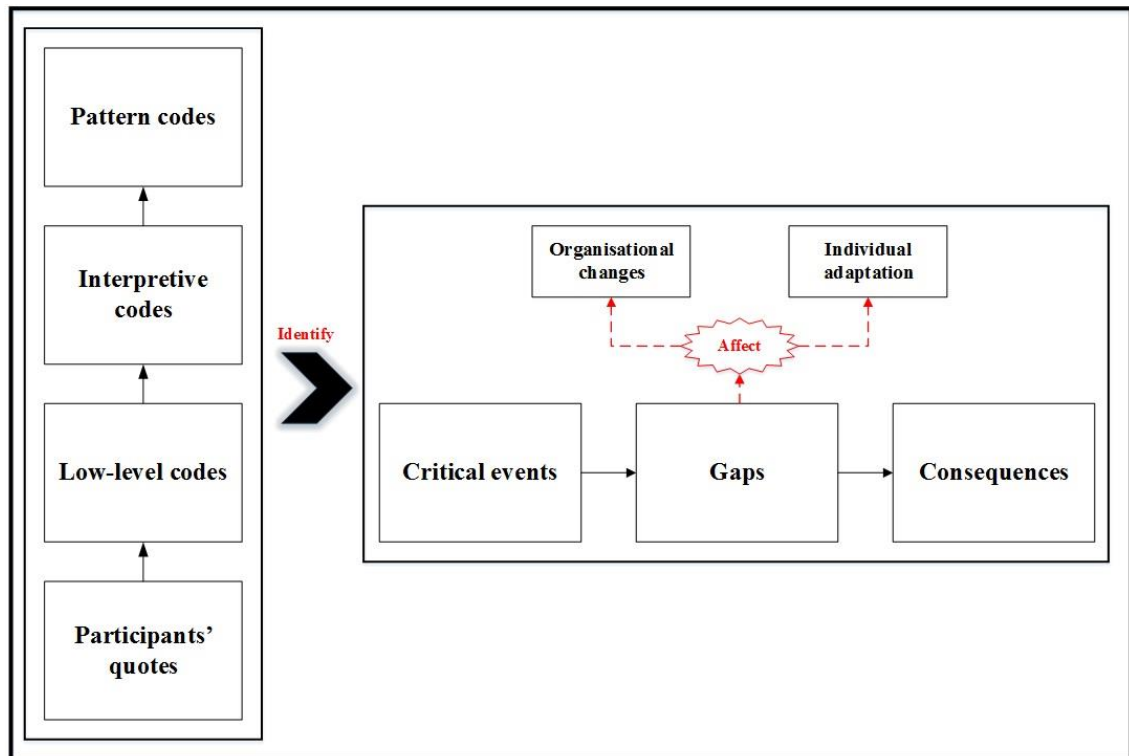 Pattern codes
Interpretive
codes
Low-level codes
Participants’
quotes
Identify
Organisational
changes
Individual
adaptation
Affect
Critical events
Gaps
Consequences